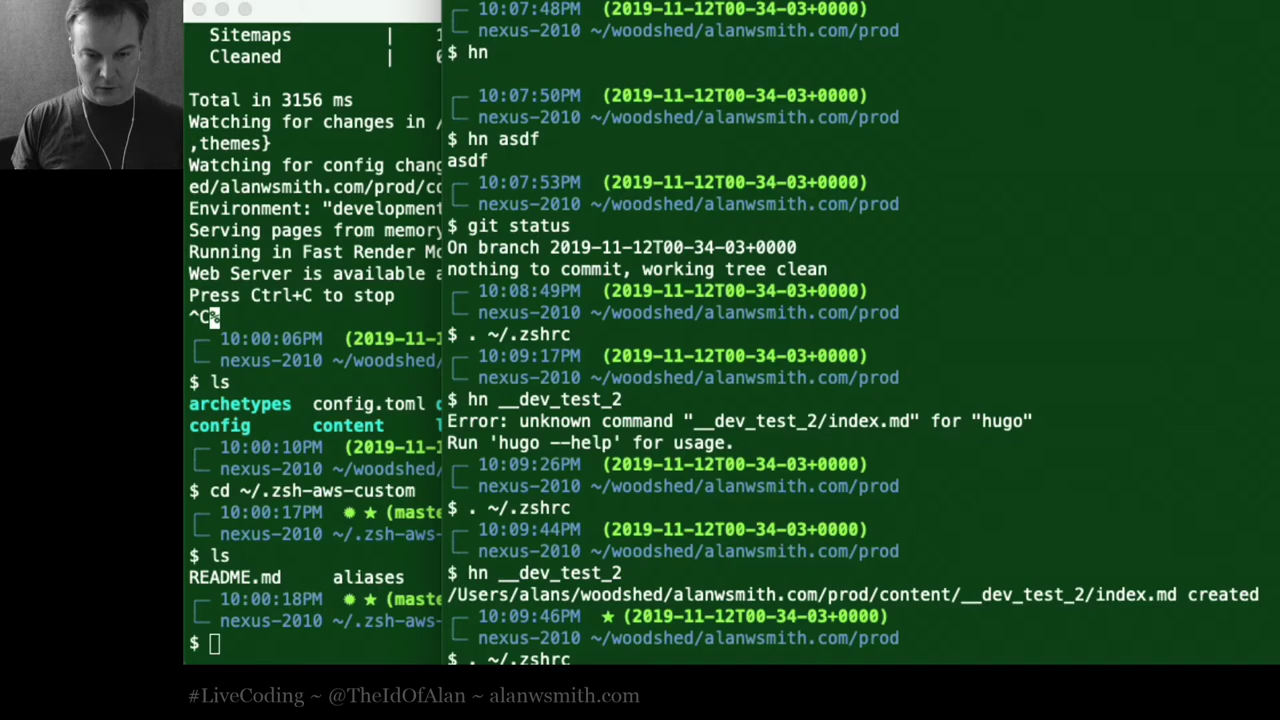 Sitemaps | 1
Cleaned | 0
Total in 3156 ms
Watching for changes in /
,themes}
Watching for config chang
ed/alanwsmith.com/prod/co
Environment: "development
Serving pages from memory
Running in Fast Render Mo
Web Server is available a
Press Ctrl+C to stop
^C%
10:00:06PM (2019-11-1
nexus-2010 ~/woodshed/
$ ls
archetypes config.toml d
config content l
10:00:10PM (2019-11-1
nexus-2010 ~/woodshed/
$ cd ~/.zsh-aws-custom
10:00:17PM ✹ ★ (maste
nexus-2010 ~/.zsh-aws-
$ ls
README.md aliases
10:00:18PM ✹ ★ (maste
nexus-2010 ~/.zsh-aws-
$
10:07:48PM (2019-11-12T00-34-03+0000)
nexus-2010 ~/woodshed/alanwsmith.com/prod
$ hn
10:07:50PM (2019-11-12T00-34-03+0000)
nexus-2010 ~/woodshed/alanwsmith.com/prod
$ hn asdf
asdf
10:07:53PM (2019-11-12T00-34-03+0000)
nexus-2010 ~/woodshed/alanwsmith.com/prod
$ git status
On branch 2019-11-12T00-34-03+0000
nothing to commit, working tree clean
10:08:49PM (2019-11-12T00-34-03+0000)
nexus-2010 ~/woodshed/alanwsmith.com/prod
$ . ~/.zshrc
10:09:17PM (2019-11-12T00-34-03+0000)
nexus-2010 ~/woodshed/alanwsmith.com/prod
$ hn __dev_test_2
Error: unknown command "__dev_test_2/index.md" for "hugo"
Run 'hugo --help' for usage.
10:09:26PM (2019-11-12T00-34-03+0000)
nexus-2010 ~/woodshed/alanwsmith.com/prod
$ . ~/.zshrc
10:09:44PM (2019-11-12T00-34-03+0000)
nexus-2010 ~/woodshed/alanwsmith.com/prod
$ hn __dev_test_2
/Users/alans/woodshed/alanwsmith.com/prod/content/__dev_test_2/index.md created
10:09:46PM ★ (2019-11-12T00-34-03+0000)
nexus-2010 ~/woodshed/alanwsmith.com/prod
$ . ~/.zshrc
#LiveCoding ~ @TheIdOfAlan ~ alanwsmith.com